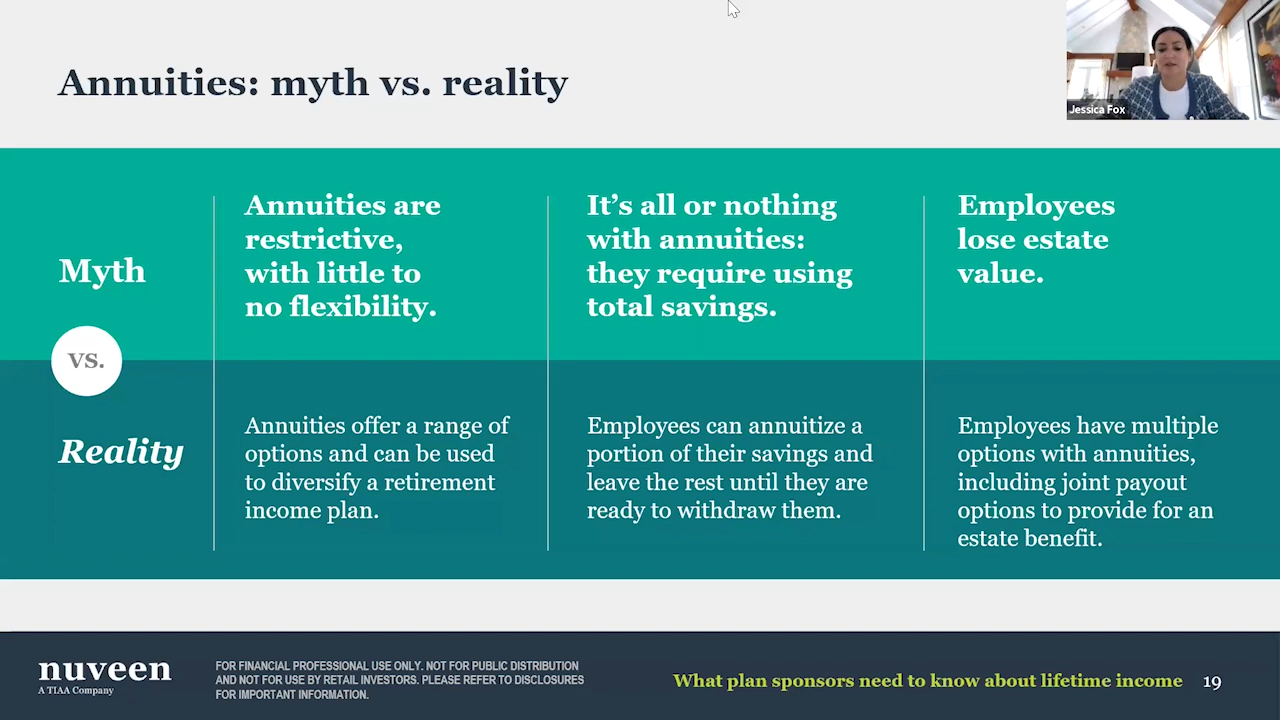 Annuities: myth vs. reality
Jessica Fox
Myth
Annuities are
restrictive,
with little to
no flexibility.
It’s all or nothing
with annuities:
they require using
total savings.
Employees
lose estate
value.
vs.
Reality
Annuities offer a range of
options and can be used
to diversify a retirement
income plan.
Employees can annuitize a
portion of their savings and
leave the rest until they are
ready to withdraw them.
Employees have multiple
options with annuities,
including joint payout
options to provide for an
estate benefit.
nuveen
A TIAA Company
FOR FINANCIAL PROFESSIONAL USE ONLY. NOT FOR PUBLIC DISTRIBUTION
AND NOT FOR USE BY RETAIL INVESTORS. PLEASE REFER TO DISCLOSURES
FOR IMPORTANT INFORMATION.
What plan sponsors need to know about lifetime income 19